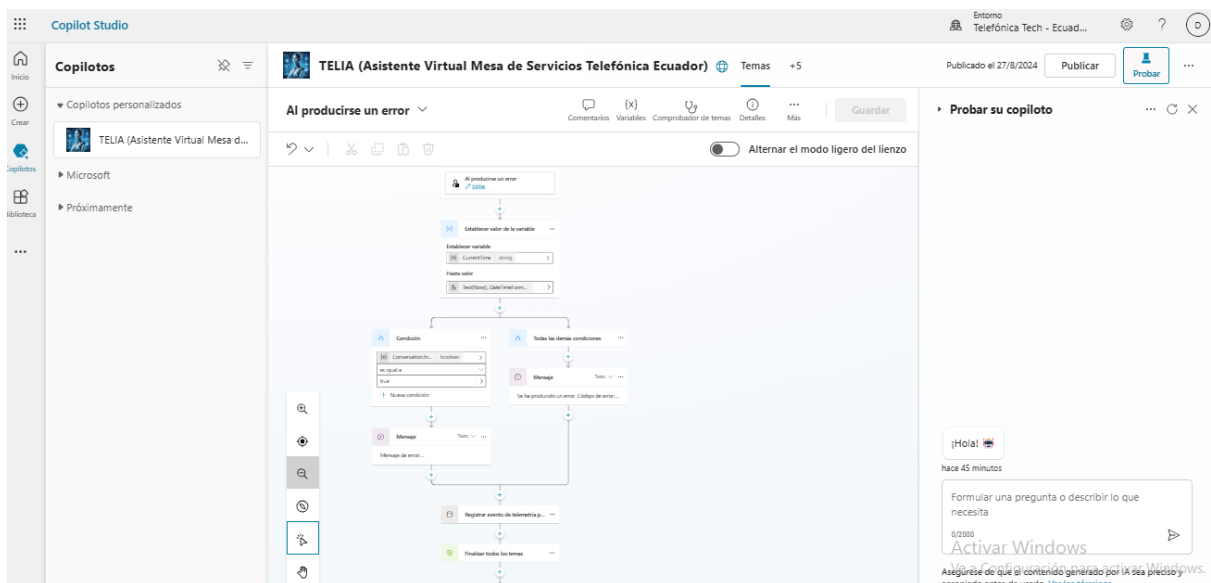 Copilot Studio
Entorno
Telefónica Tech - Ecuad...
D
Inicio
Crear
Copilotos
Biblioteca
Copilotos
Copilotos personalizados
TELIA (Asistente Virtual Mesa d...
Microsoft
Próximamente
TELIA (Asistente Virtual Mesa de Servicios Telefónica Ecuador)
Temas
+5
Publicado el 27/8/2024
Publicar
Probar
Al producirse un error
Comentarios
Variables
Comprobador de temas
Detalles
Más
Guardar
Alternar el modo ligero del lienzo
Al producirse un error
Editar
Establecer valor de la variable
Establecer variable
{x} CurrentTime string
Hasta valor
fx Text(Now(), DateTimeForm...
Condición
{x} Conversation.In... boolean
es igual a
true
Nueva condición
Mensaje
Texto
Mensaje de error:...
Todas las demás condiciones
Mensaje
Texto
Se ha producido un error. Código de error:...
Registrar evento de telemetría p...
Finalizar todos los temas
Probar su copiloto
¡Hola!
hace 45 minutos
Formular una pregunta o describir lo que
necesita
0/2000
Activar Windows
Ve a Configuración para activar Windows.
Asegúrese de que el contenido generado por IA sea preciso y